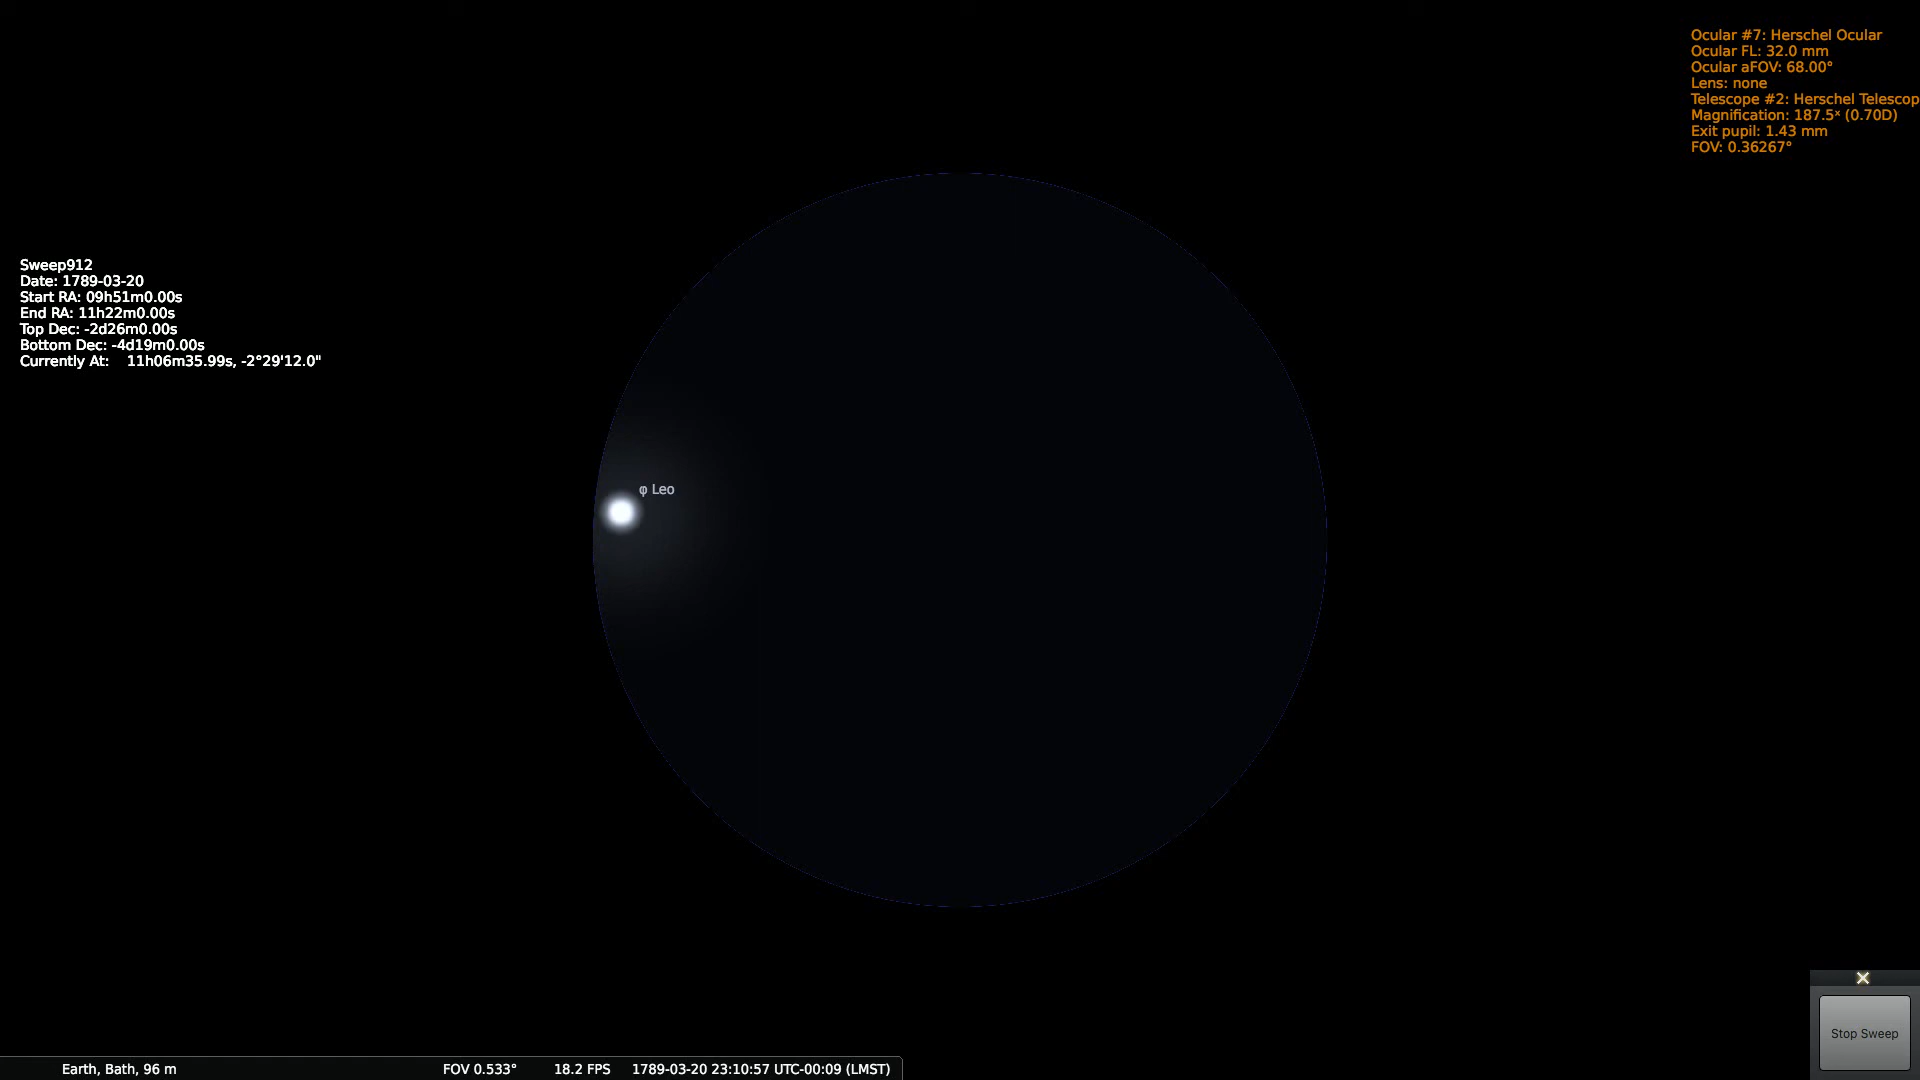 Ocular #7: Herschel Ocular
Ocular FL: 32.0 mm
Ocular aFOV: 68.00°
Lens: none
Telescope #2: Herschel Telescop
Magnification: 187.5ˣ (0.70D)
Exit pupil: 1.43 mm
FOV: 0.36267°
Sweep912
Date: 1789-03-20
Start RA: 09h51m0.00s
End RA: 11h22m0.00s
Top Dec: -2d26m0.00s
Bottom Dec: -4d19m0.00s
Currently At: 11h06m35.99s, -2°29'12.0"
φ Leo
Stop Sweep
Earth, Bath, 96 m FOV 0.533° 18.2 FPS 1789-03-20 23:10:57 UTC-00:09 (LMST)